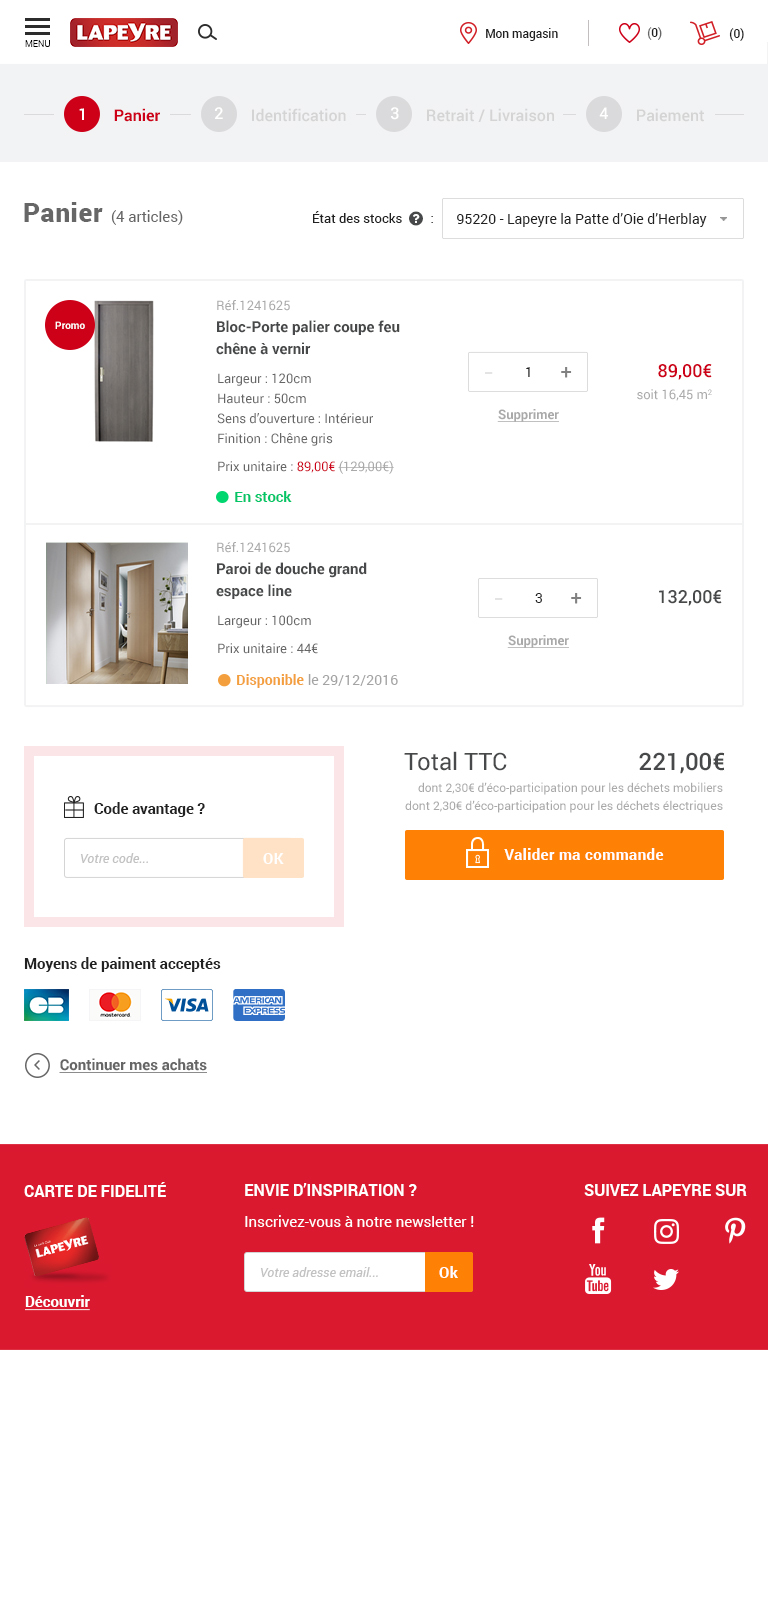 MENU
LAPEYRE
Mon magasin
(0)
(0)
1 Panier
2 Identification
3 Retrait / Livraison
4 Paiement
Panier (4 articles)
État des stocks ? :
95220 - Lapeyre la Patte d’Oie d’Herblay
Promo
Réf.1241625
Bloc-Porte palier coupe feu
chêne à vernir
Largeur : 120cm
Hauteur : 50cm
Sens d’ouverture : Intérieur
Finition : Chêne gris
Prix unitaire : 89,00€ (129,00€)
En stock
- 1 +
Supprimer
89,00€
soit 16,45 m²
Réf.1241625
Paroi de douche grand
espace line
Largeur : 100cm
Prix unitaire : 44€
Disponible le 29/12/2016
- 3 +
Supprimer
132,00€
Code avantage ?
Votre code...
OK
Total TTC 221,00€
dont 2,30€ d’éco-participation pour les déchets mobiliers
dont 2,30€ d’éco-participation pour les déchets électriques
Valider ma commande
Moyens de paiment acceptés
CB
mastercard
VISA
AMERICAN
EXPRESS
Continuer mes achats
CARTE DE FIDELITÉ
LAPEYRE
Découvrir
ENVIE D’INSPIRATION ?
Inscrivez-vous à notre newsletter !
Votre adresse email...
Ok
SUIVEZ LAPEYRE SUR
You
Tube